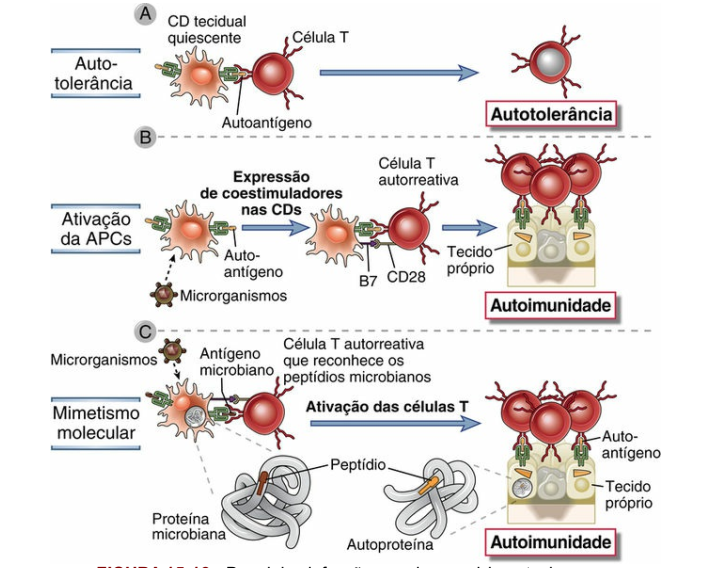 A
CD tecidual
quiescente
Célula T
Auto-
tolerância
Autoantígeno
Autotolerância
B
Expressão
de coestimuladores
nas CDs
Célula T
autorreativa
Ativação
da APCs
Auto-
antígeno
B7
CD28
Tecido
próprio
Microrganismos
Autoimunidade
C
Microrganismos
Antígeno
microbiano
Célula T autorreativa
que reconhece os
peptídios microbianos
Mimetismo
molecular
Ativação das células T
Auto-
antígeno
Peptídio
Tecido
próprio
Proteína
microbiana
Autoproteína
Autoimunidade